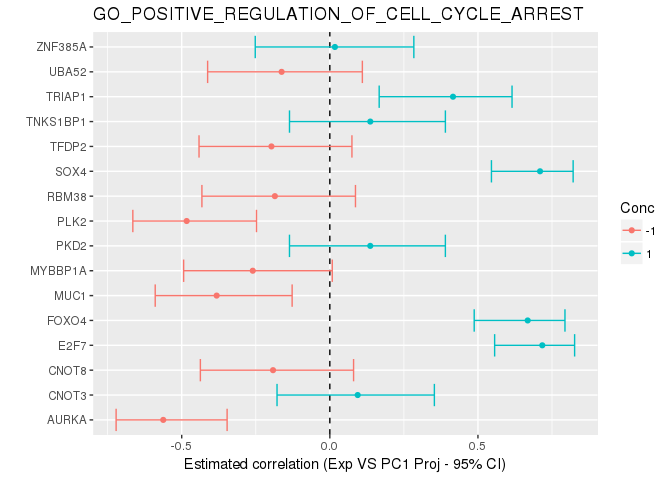 GO_POSITIVE_REGULATION_OF_CELL_CYCLE_ARREST
ZNF385A
UBA52
TRIAP1
TNKS1BP1
TFDP2
SOX4
RBM38
PLK2
PKD2
MYBBP1A
MUC1
FOXO4
E2F7
CNOT8
CNOT3
AURKA
-0.5 0.0 0.5
Estimated correlation (Exp VS PC1 Proj - 95% CI)
Conc
-1
1